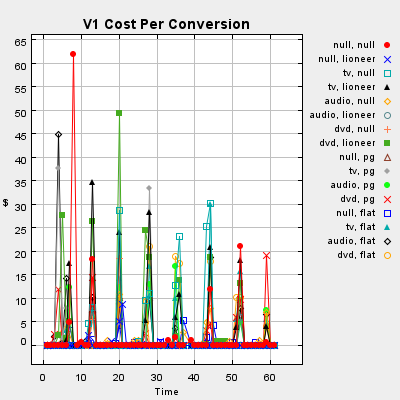 V1 Cost Per Conversion
65
60
55
50
45
40
35
30
25
20
15
10
5
0
$
0 10 20 30 40 50 60
Time
null, null
null, lioneer
tv, null
tv, lioneer
audio, null
audio, lioneer
dvd, null
dvd, lioneer
null, pg
tv, pg
audio, pg
dvd, pg
null, flat
tv, flat
audio, flat
dvd, flat